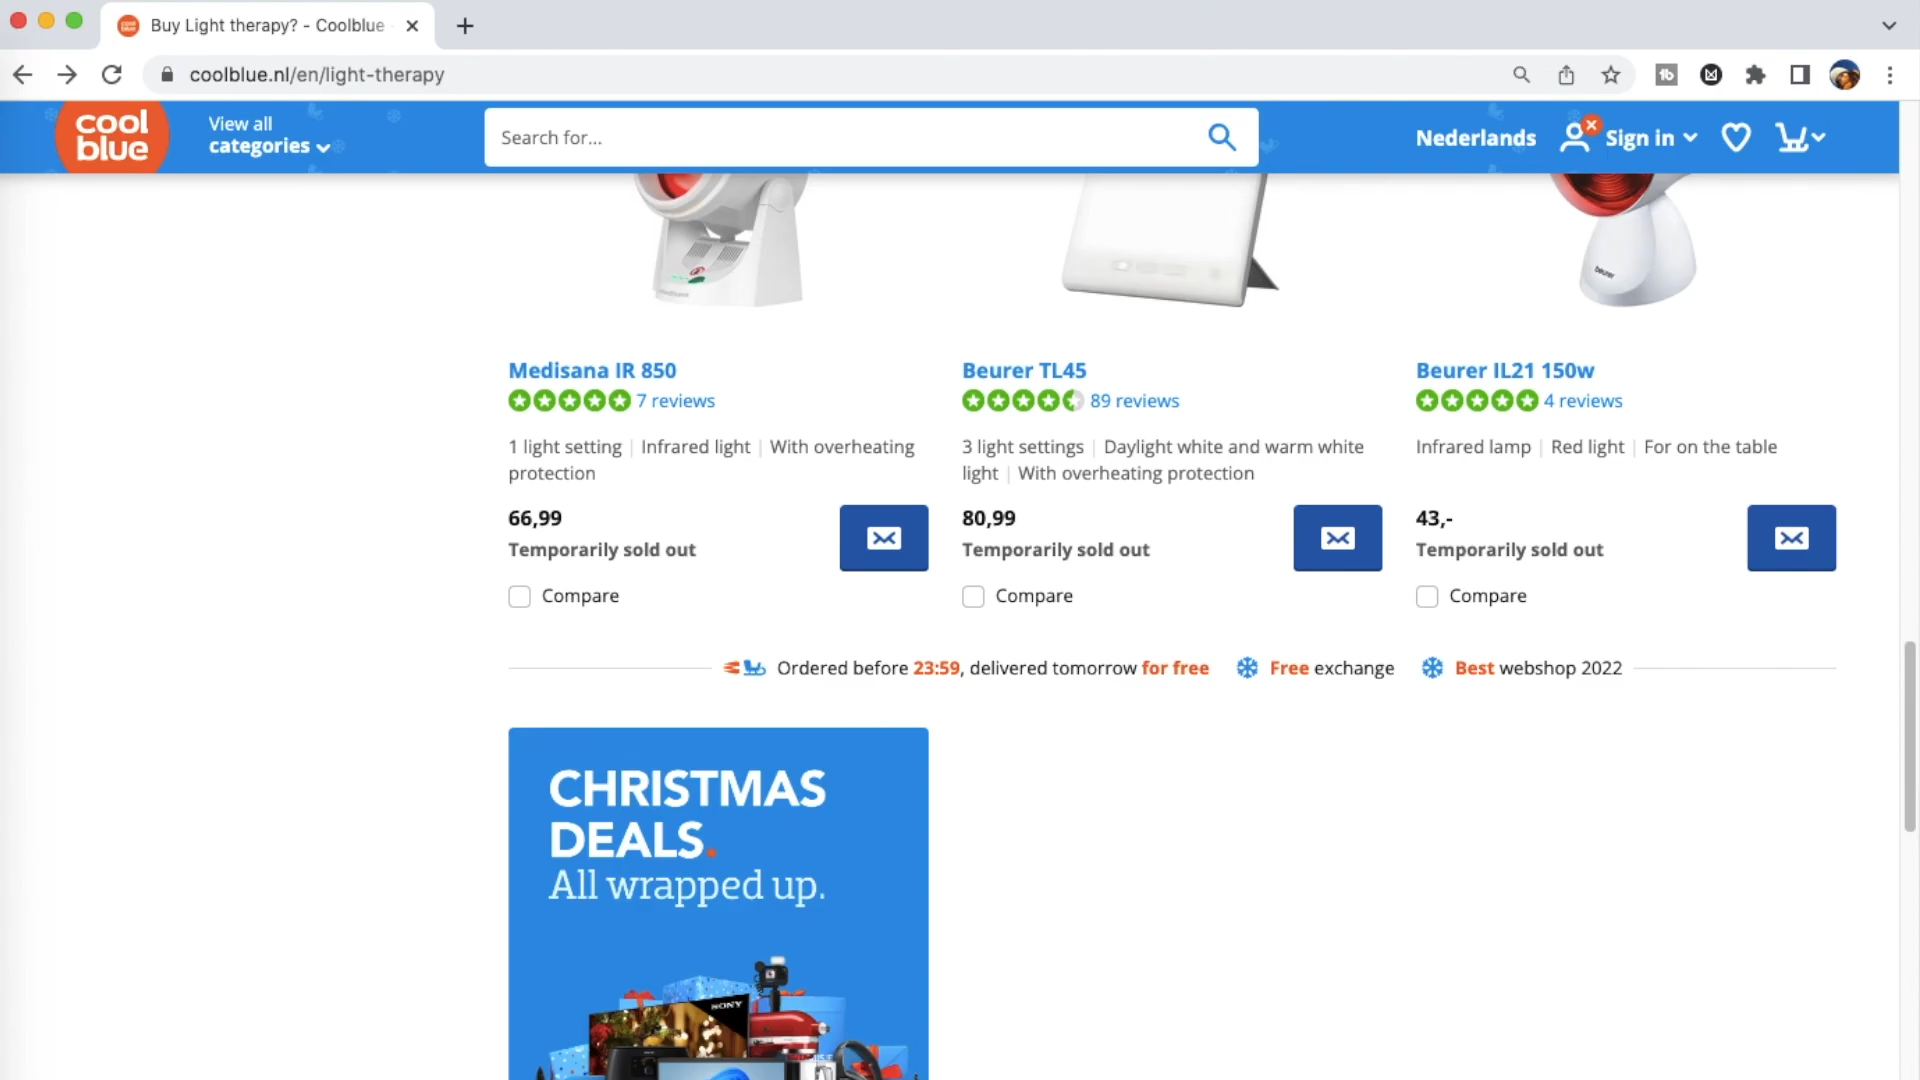 Buy Light therapy? - Coolblue
coolblue.nl/en/light-therapy
cool
blue
View all
categories
Search for...
Nederlands
Sign in
beurer
Medisana IR 850
Beurer TL45
Beurer IL21 150w
7 reviews
89 reviews
4 reviews
1 light setting | Infrared light | With overheating
protection
3 light settings | Daylight white and warm white
light | With overheating protection
Infrared lamp | Red light | For on the table
66,99
80,99
43,-
Temporarily sold out
Temporarily sold out
Temporarily sold out
Compare
Compare
Compare
Ordered before 23:59, delivered tomorrow for free
Free exchange
Best webshop 2022
CHRISTMAS
DEALS.
All wrapped up.
SONY